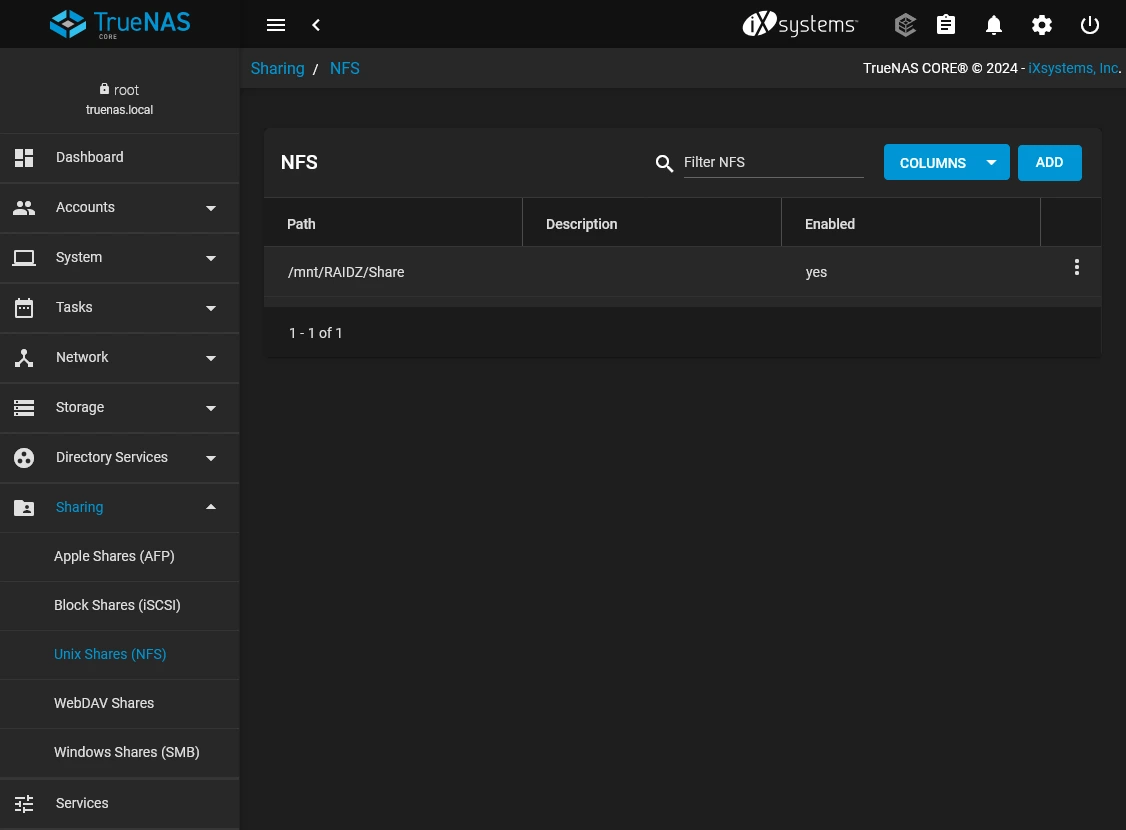 TrueNAS
CORE
iXsystems
root
truenas.local
Sharing / NFS
TrueNAS CORE® © 2024 - iXsystems, Inc.
Dashboard
Accounts
System
Tasks
Network
Storage
Directory Services
Sharing
Apple Shares (AFP)
Block Shares (iSCSI)
Unix Shares (NFS)
WebDAV Shares
Windows Shares (SMB)
Services
NFS
Filter NFS
COLUMNS
ADD
Path Description Enabled
/mnt/RAIDZ/Share yes
1 - 1 of 1